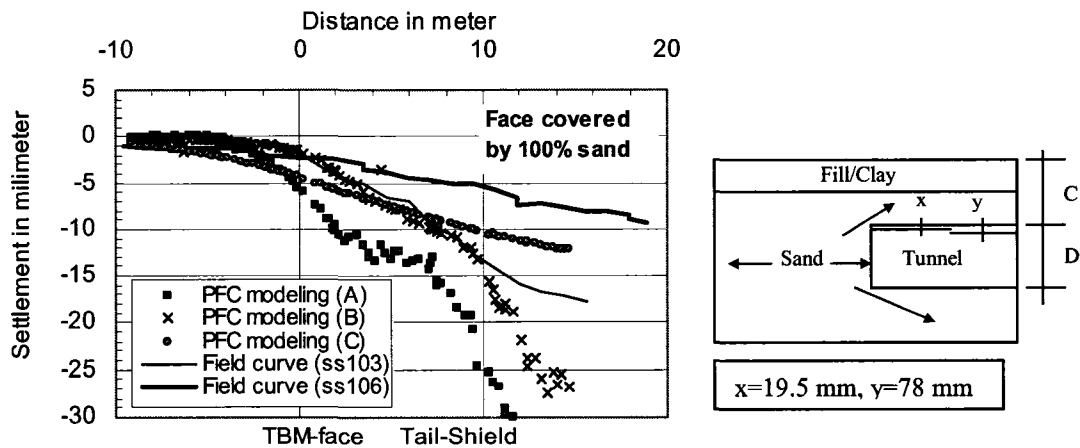 Distance in meter
-10 0 10 20
5
0
-5
-10
-15
-20
-25
-30
Settlement in milimeter
Face covered
by 100% sand
PFC modeling (A)
PFC modeling (B)
PFC modeling (C)
Field curve (ss103)
Field curve (ss106)
TBM-face Tail-Shield
Fill/Clay
C
x y
Sand
Tunnel
D
x=19.5 mm, y=78 mm